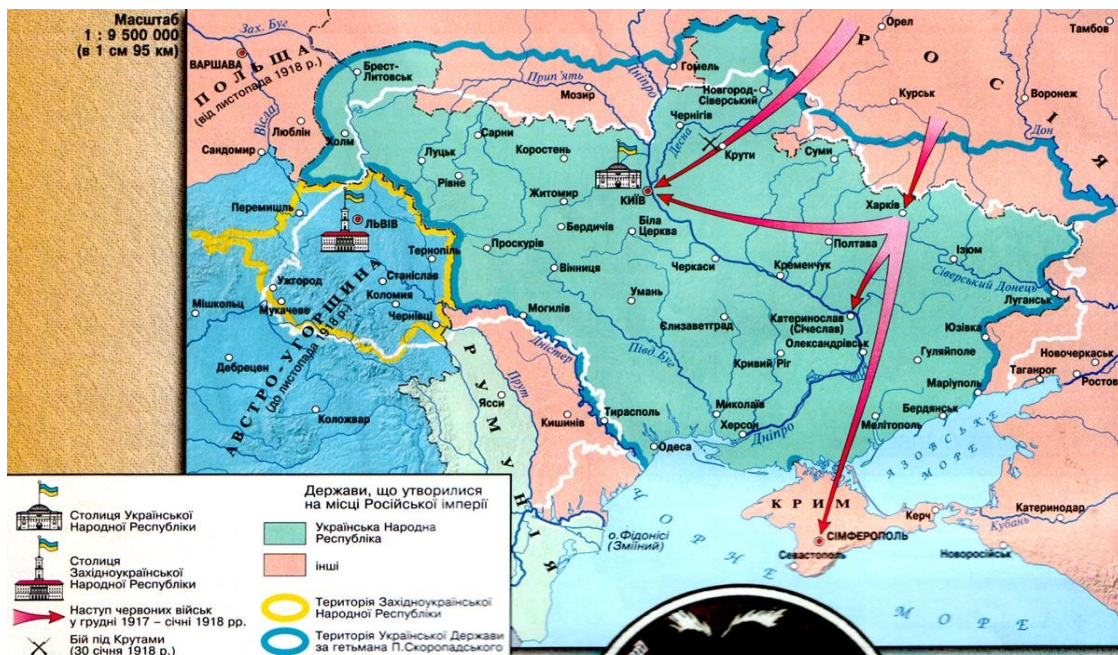 Масштаб
1 : 9 500 000
(в 1 см 95 км)
Зах. Буг
ВАРШАВА
ПОЛЬЩА
(від листопада 1918 р.)
Вісла
Люблін
Сандомир
Брест-
Литовськ
Холм
Прип'ять
Мозир
Дніпро
Гомель
Новгород-
Сіверський
Чернігів
Десна
Крути
Орел
Тамбов
РОСІЯ
Курськ
Воронеж
Дон
Суми
Сарни
Луцьк
Рівне
Коростень
Житомир
КИЇВ
Харків
Перемишль
ЛЬВІВ
Бердичів
Біла
Церква
Полтава
Ізюм
Тернопіль
Проскурів
Вінниця
Черкаси
Кременчук
Сіверський Донець
Луганськ
Ужгород
Станіслав
Мукачеве
Коломия
Чернівці
Мішкольц
АВСТРО-УГОРЩИНА
(до листопада 1918 р.)
Могилів
Умань
Єлизаветград
Катеринослав
(Січеслав)
Олександрівськ
Юзівка
Дебрецен
Дністер
Півд. Буг
Кривий Ріг
Гуляйполе
Новочеркаськ
Таганрог
Ростов
Маріуполь
РУМУНІЯ
Прут
Ясси
Коложвар
Кишинів
Тирасполь
Миколаїв
Херсон
Дніпро
Мелітополь
Бердянськ
Одеса
АЗОВСЬКЕ
МОРЕ
КРИМ
Керч
Катеринодар
Кубань
СІМФЕРОПОЛЬ
Севастополь
Новоросійськ
о.Фідонісі
(Зміїний)
ЧОРНЕ
МОРЕ
Столиця Української
Народної Республіки
Столиця
Західноукраїнської
Народної Республіки
Наступ червоних військ
у грудні 1917 – січні 1918 рр.
Бій під Крутами
(30 січня 1918 р.)
Держави, що утворилися
на місці Російської імперії
Українська Народна
Республіка
інші
Територія Західноукраїнської
Народної Республіки
Територія Української Держави
за гетьмана П.Скоропадського